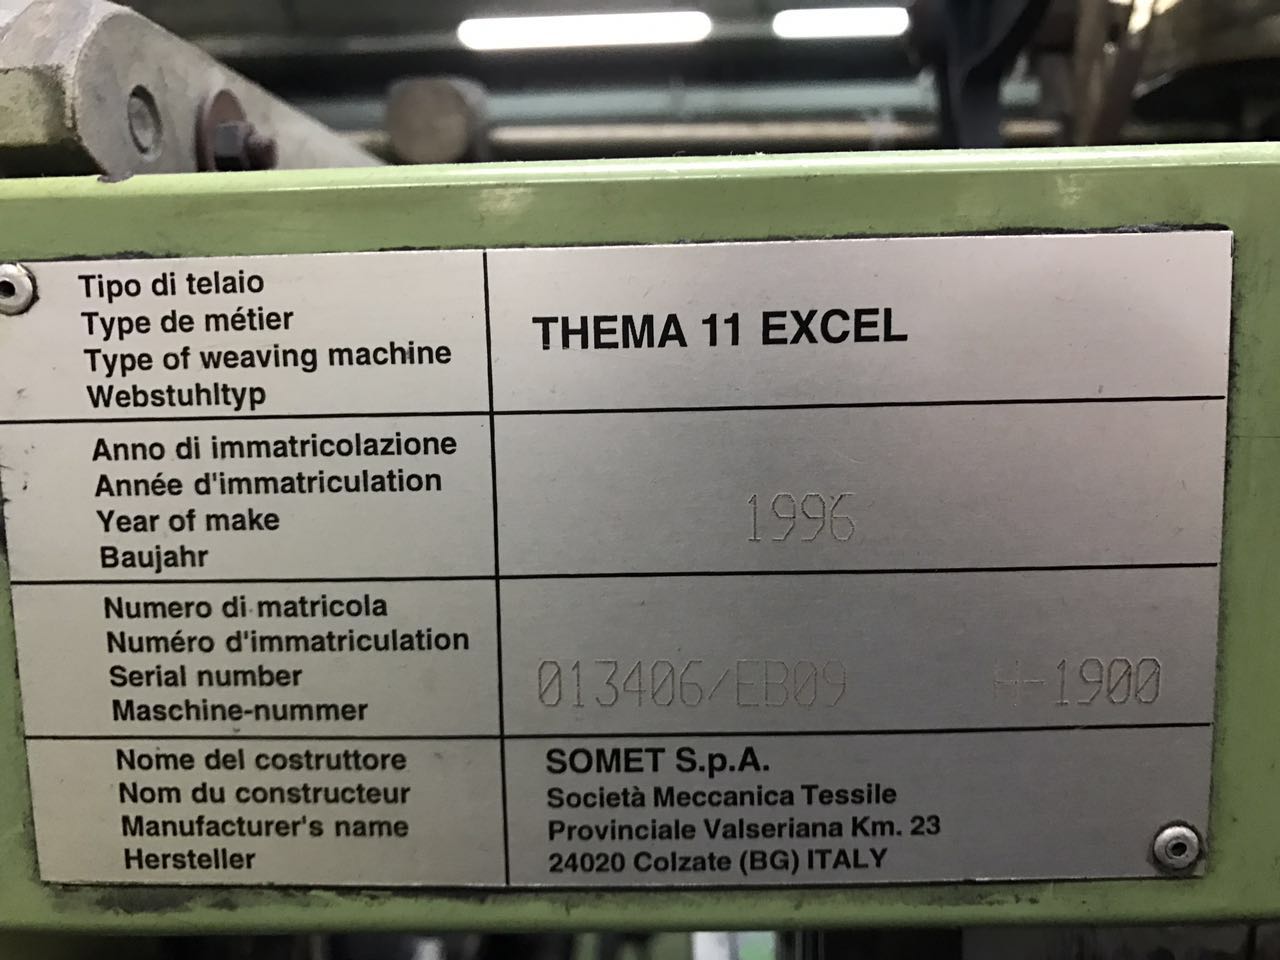 Tipo di telaio
Type de métier
Type of weaving machine
Webstuhltyp
THEMA 11 EXCEL
Anno di immatricolazione
Année d'immatriculation
Year of make
Baujahr
1996
Numero di matricola
Numéro d'immatriculation
Serial number
Maschine-nummer
013406/EB09 H-1900
Nome del costruttore
Nom du constructeur
Manufacturer's name
Hersteller
SOMET S.p.A.
Società Meccanica Tessile
Provinciale Valseriana Km. 23
24020 Colzate (BG) ITALY